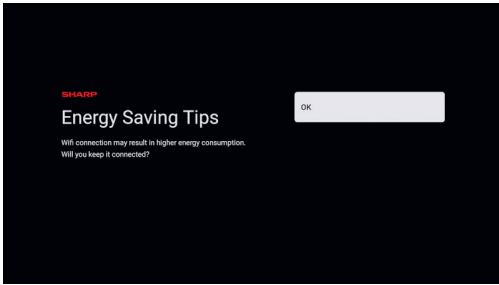 SHARP
Energy Saving Tips
Wifi connection may result in higher energy consumption.
Will you keep it connected?
OK